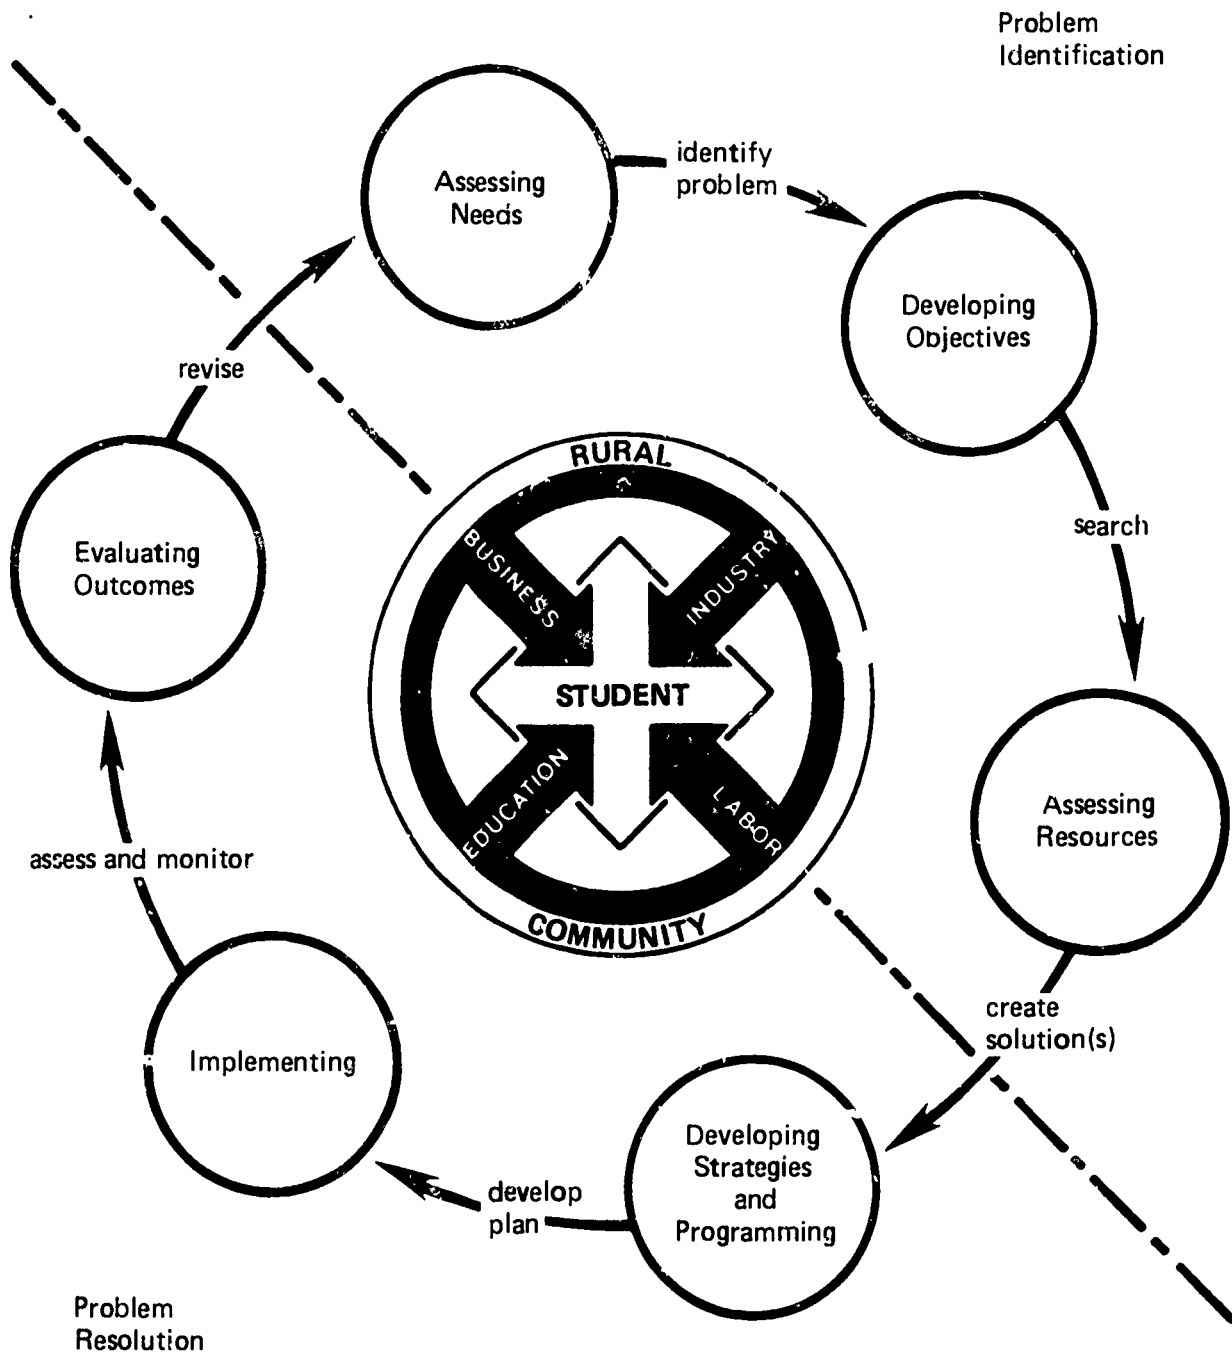 Problem
Identification
Assessing
Needs
identify
problem
Developing
Objectives
revise
search
RURAL
BUSINESS
INDUSTRY
STUDENT
EDUCATION
LABOR
COMMUNITY
Evaluating
Outcomes
Assessing
Resources
assess and monitor
create
solution(s)
Implementing
Developing
Strategies
and
Programming
develop
plan
Problem
Resolution